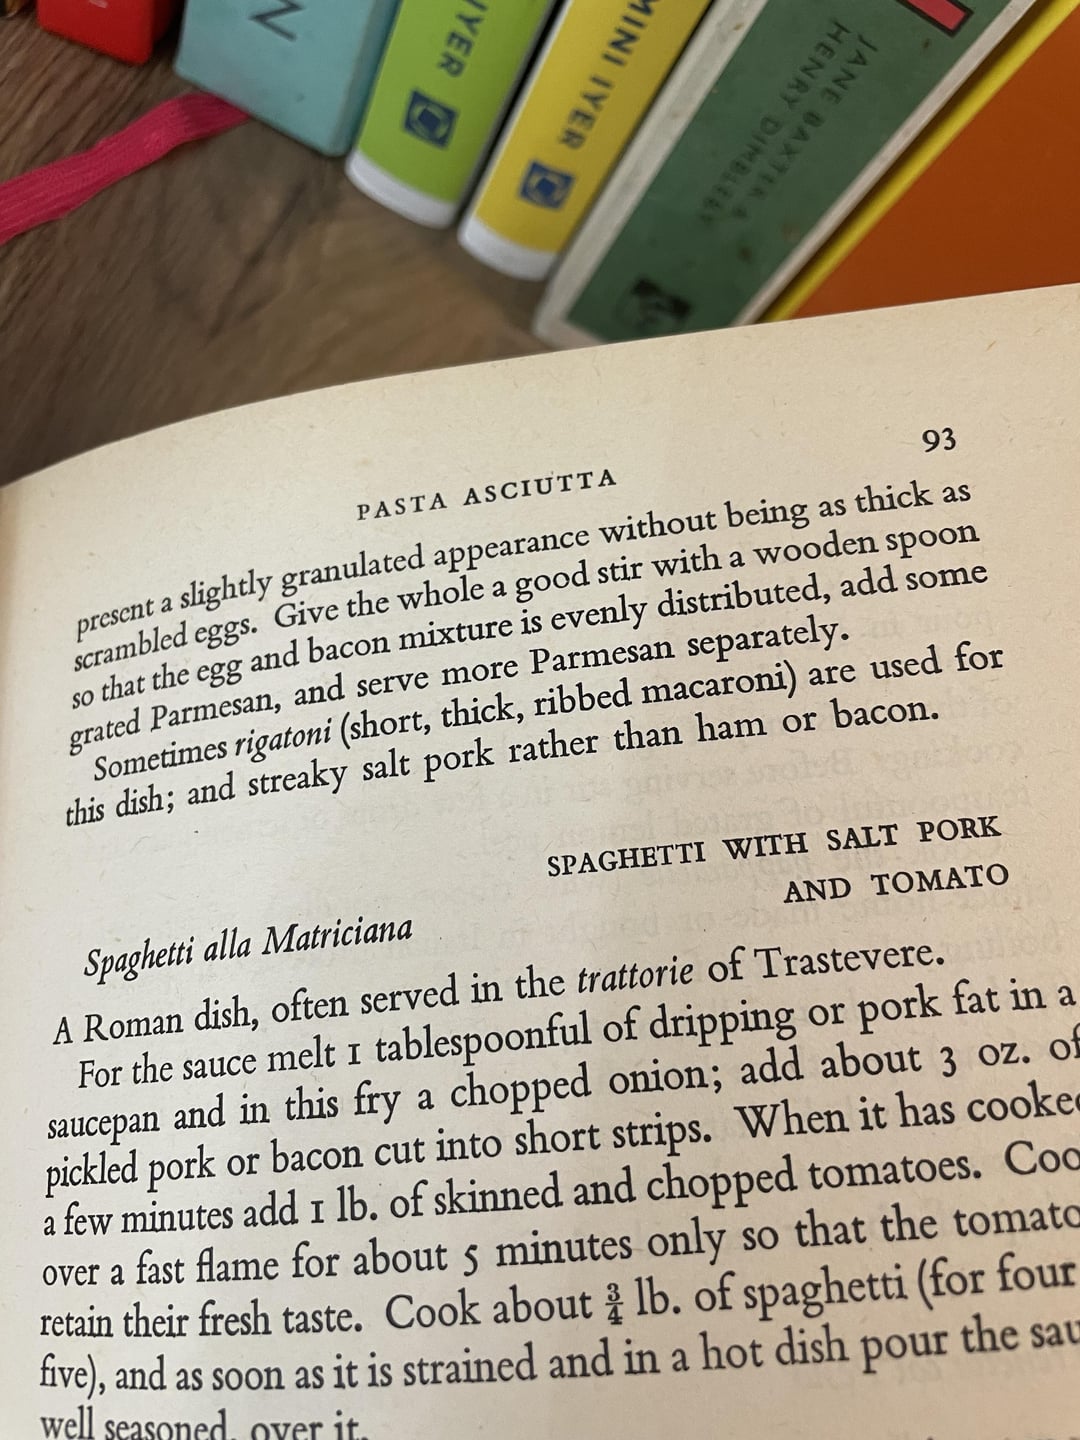 N
IYER
MINI IYER
JANE BAXTER &
HENRY DIMBLEBY
93
PASTA ASCIUTTA
present a slightly granulated appearance without being as thick as
scrambled eggs. Give the whole a good stir with a wooden spoon
so that the egg and bacon mixture is evenly distributed, add some
grated Parmesan, and serve more Parmesan separately.
Sometimes rigatoni (short, thick, ribbed macaroni) are used for
this dish; and streaky salt pork rather than ham or bacon.
SPAGHETTI WITH SALT PORK
AND TOMATO
Spaghetti alla Matriciana
A Roman dish, often served in the trattorie of Trastevere.
For the sauce melt 1 tablespoonful of dripping or pork fat in a
saucepan and in this fry a chopped onion; add about 3 oz. of
pickled pork or bacon cut into short strips. When it has cooked
a few minutes add 1 lb. of skinned and chopped tomatoes. Coo
over a fast flame for about 5 minutes only so that the tomato
retain their fresh taste. Cook about ¾ lb. of spaghetti (for four
five), and as soon as it is strained and in a hot dish pour the sau
well seasoned, over it.